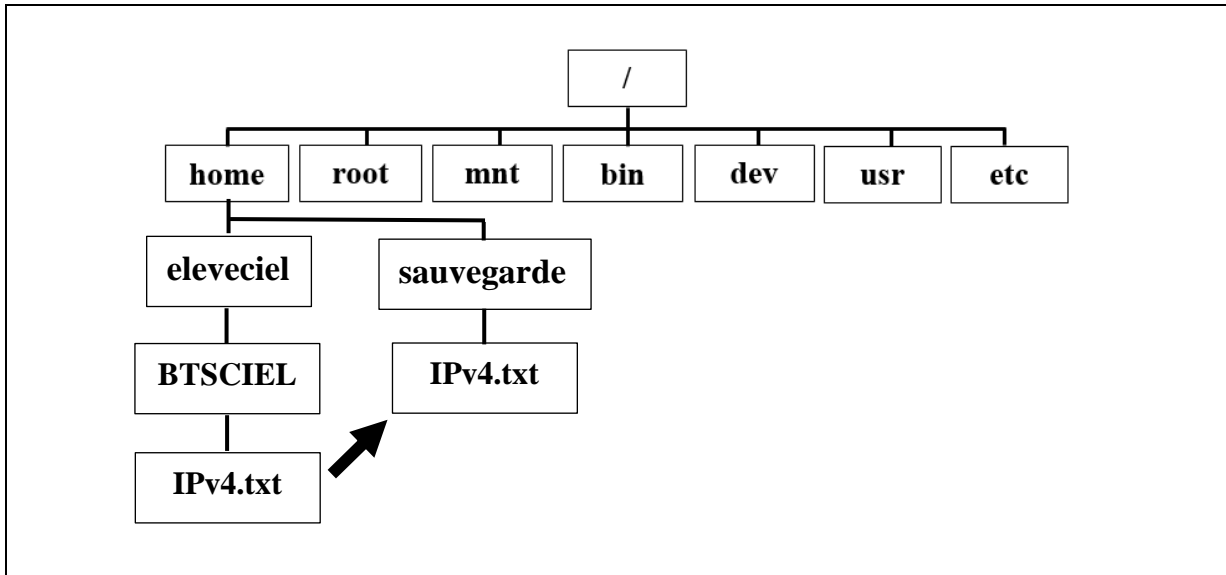 /
home root mnt bin dev usr etc
eleveciel sauvegarde
BTSCIEL IPv4.txt
IPv4.txt